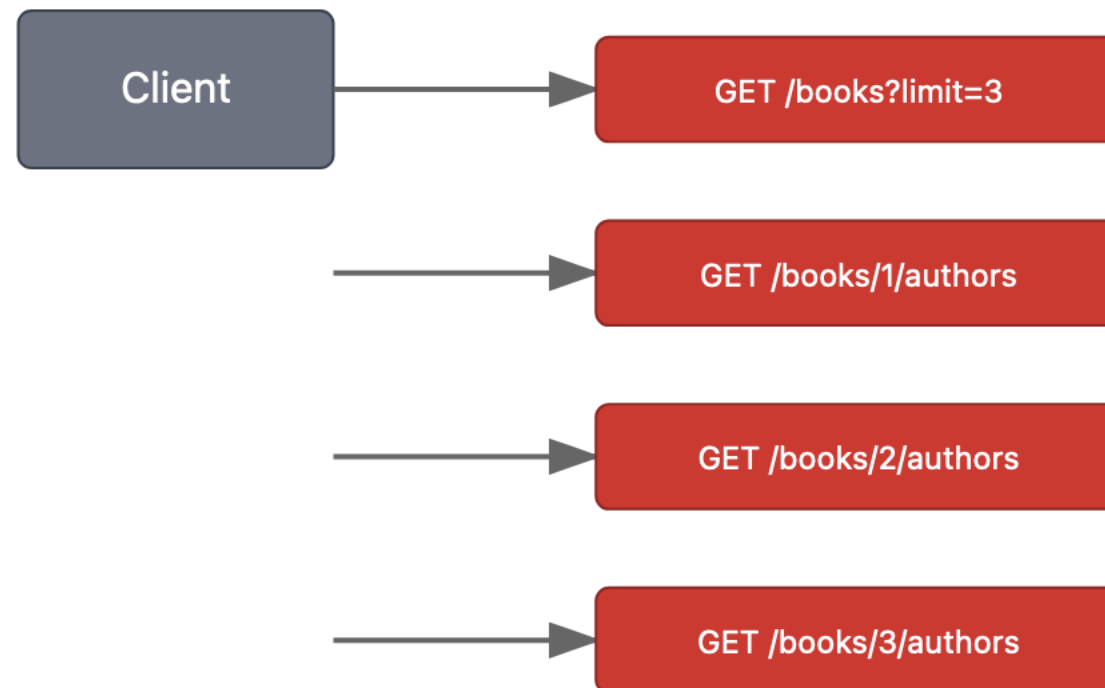 Client
GET /books?limit=3
GET /books/1/authors
GET /books/2/authors
GET /books/3/authors